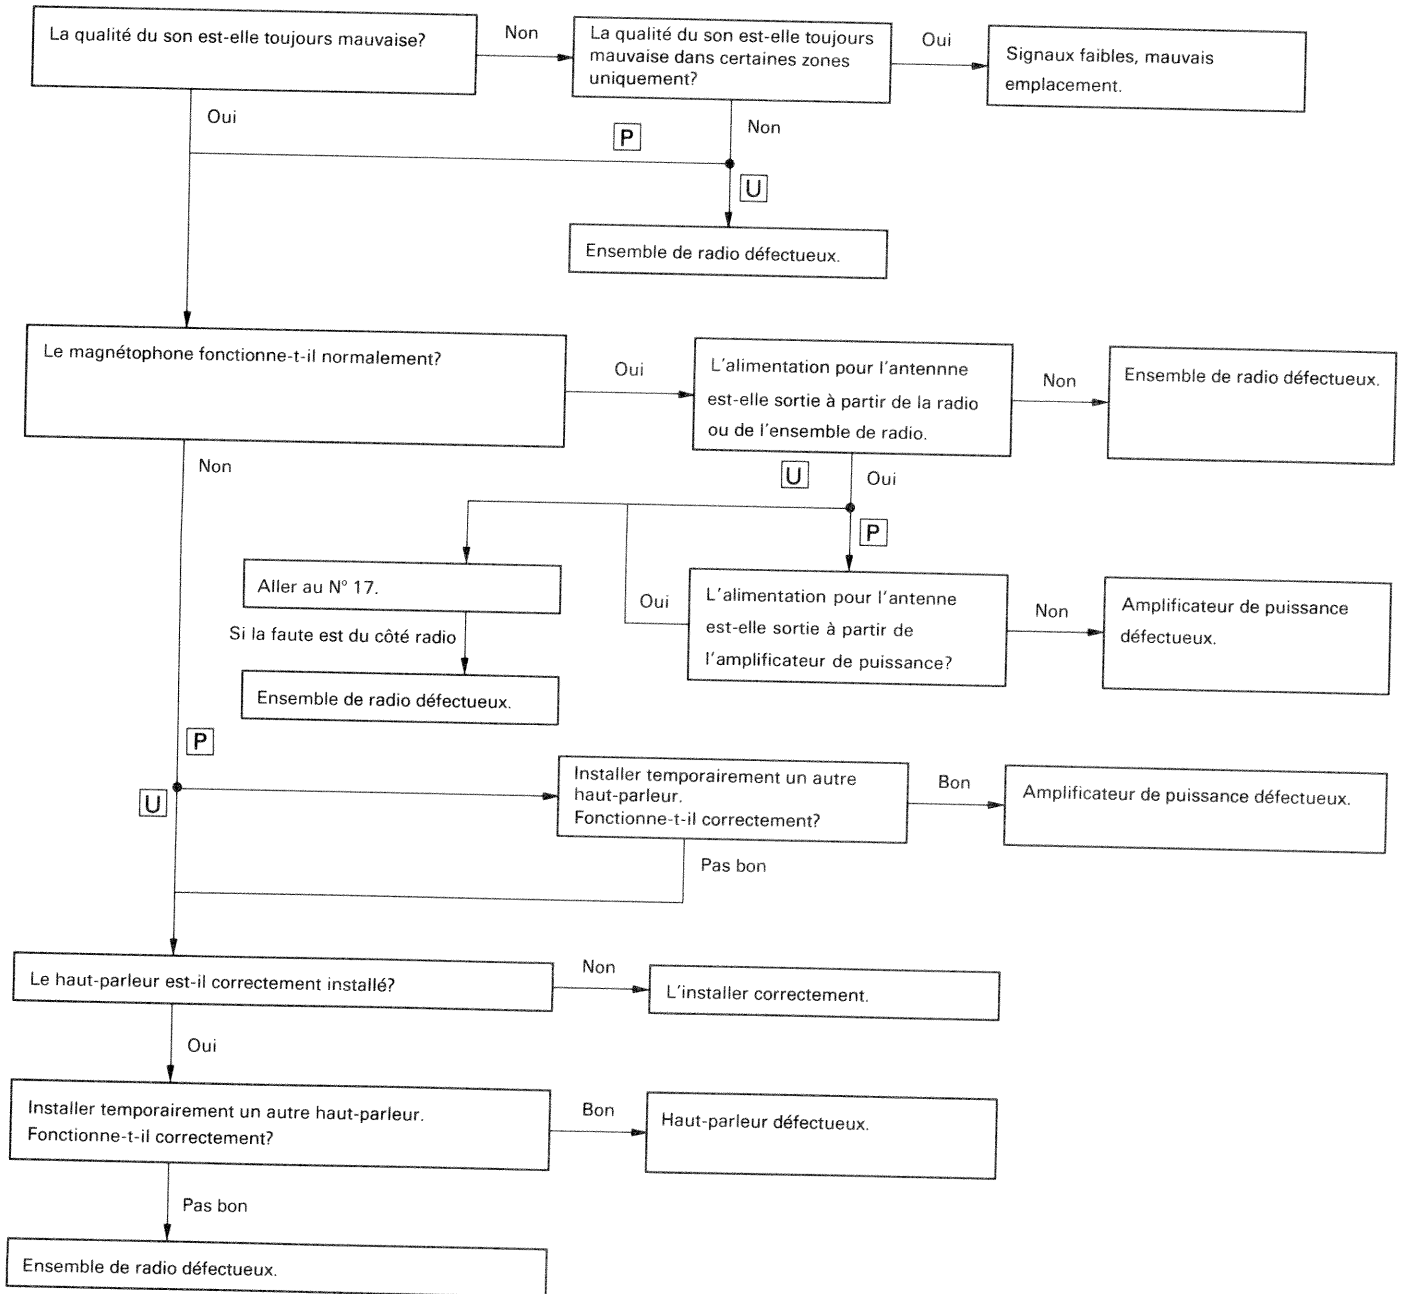 La qualité du son est-elle toujours mauvaise?
Non
La qualité du son est-elle toujours
mauvaise dans certaines zones
uniquement?
Oui
Signaux faibles, mauvais
emplacement.
Oui
P
Non
U
Ensemble de radio défectueux.
Le magnétophone fonctionne-t-il normalement?
Oui
L'alimentation pour l'antennne
est-elle sortie à partir de la radio
ou de l'ensemble de radio.
Non
Ensemble de radio défectueux.
Non
U
Oui
P
Aller au N° 17.
Si la faute est du côté radio
Ensemble de radio défectueux.
Oui
L'alimentation pour l'antenne
est-elle sortie à partir de
l'amplificateur de puissance?
Non
Amplificateur de puissance
défectueux.
P
U
Installer temporairement un autre
haut-parleur.
Fonctionne-t-il correctement?
Bon
Amplificateur de puissance défectueux.
Pas bon
Le haut-parleur est-il correctement installé?
Non
L'installer correctement.
Oui
Installer temporairement un autre haut-parleur.
Fonctionne-t-il correctement?
Bon
Haut-parleur défectueux.
Pas bon
Ensemble de radio défectueux.